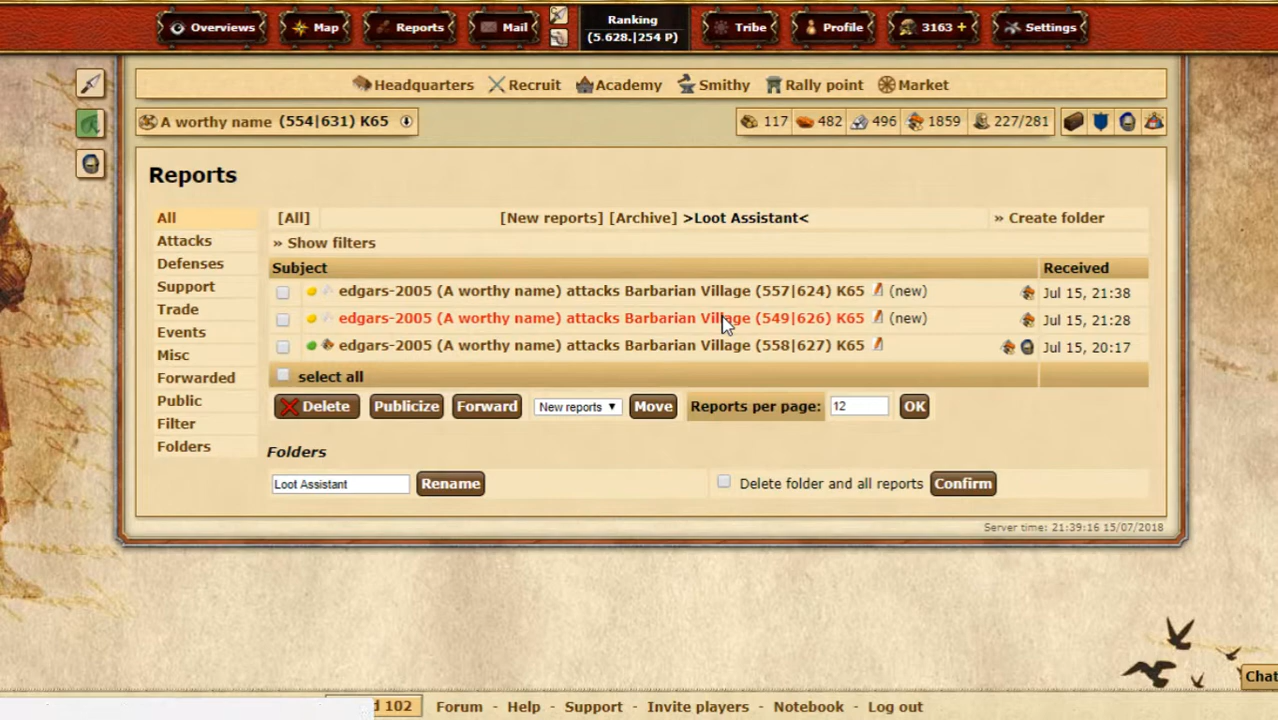 Overviews Map Reports Mail Ranking Tribe Profile 3163 + Settings
(5.628.|254 P)
Headquarters Recruit Academy Smithy Rally point Market
A worthy name (554|631) K65 117 482 496 1859 227/281
Reports
All [All] [New reports] [Archive] >Loot Assistant< » Create folder
Attacks » Show filters
Defenses Subject Received
Support edgars-2005 (A worthy name) attacks Barbarian Village (557|624) K65 (new) Jul 15, 21:38
Trade edgars-2005 (A worthy name) attacks Barbarian Village (549|626) K65 (new) Jul 15, 21:28
Events
Misc edgars-2005 (A worthy name) attacks Barbarian Village (558|627) K65 Jul 15, 20:17
Forwarded select all
Public Delete Publicize Forward New reports ▼ Move Reports per page: 12 OK
Filter
Folders Folders
Loot Assistant Rename Delete folder and all reports Confirm
Server time: 21:39:16 15/07/2018
Chat
102 Forum - Help - Support - Invite players - Notebook - Log out